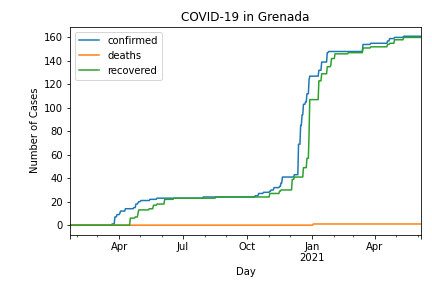 COVID-19 in Grenada
confirmed
deaths
recovered
Number of Cases
160
140
120
100
80
60
40
20
0
Apr
Jul
Oct
Jan
2021
Apr
Day